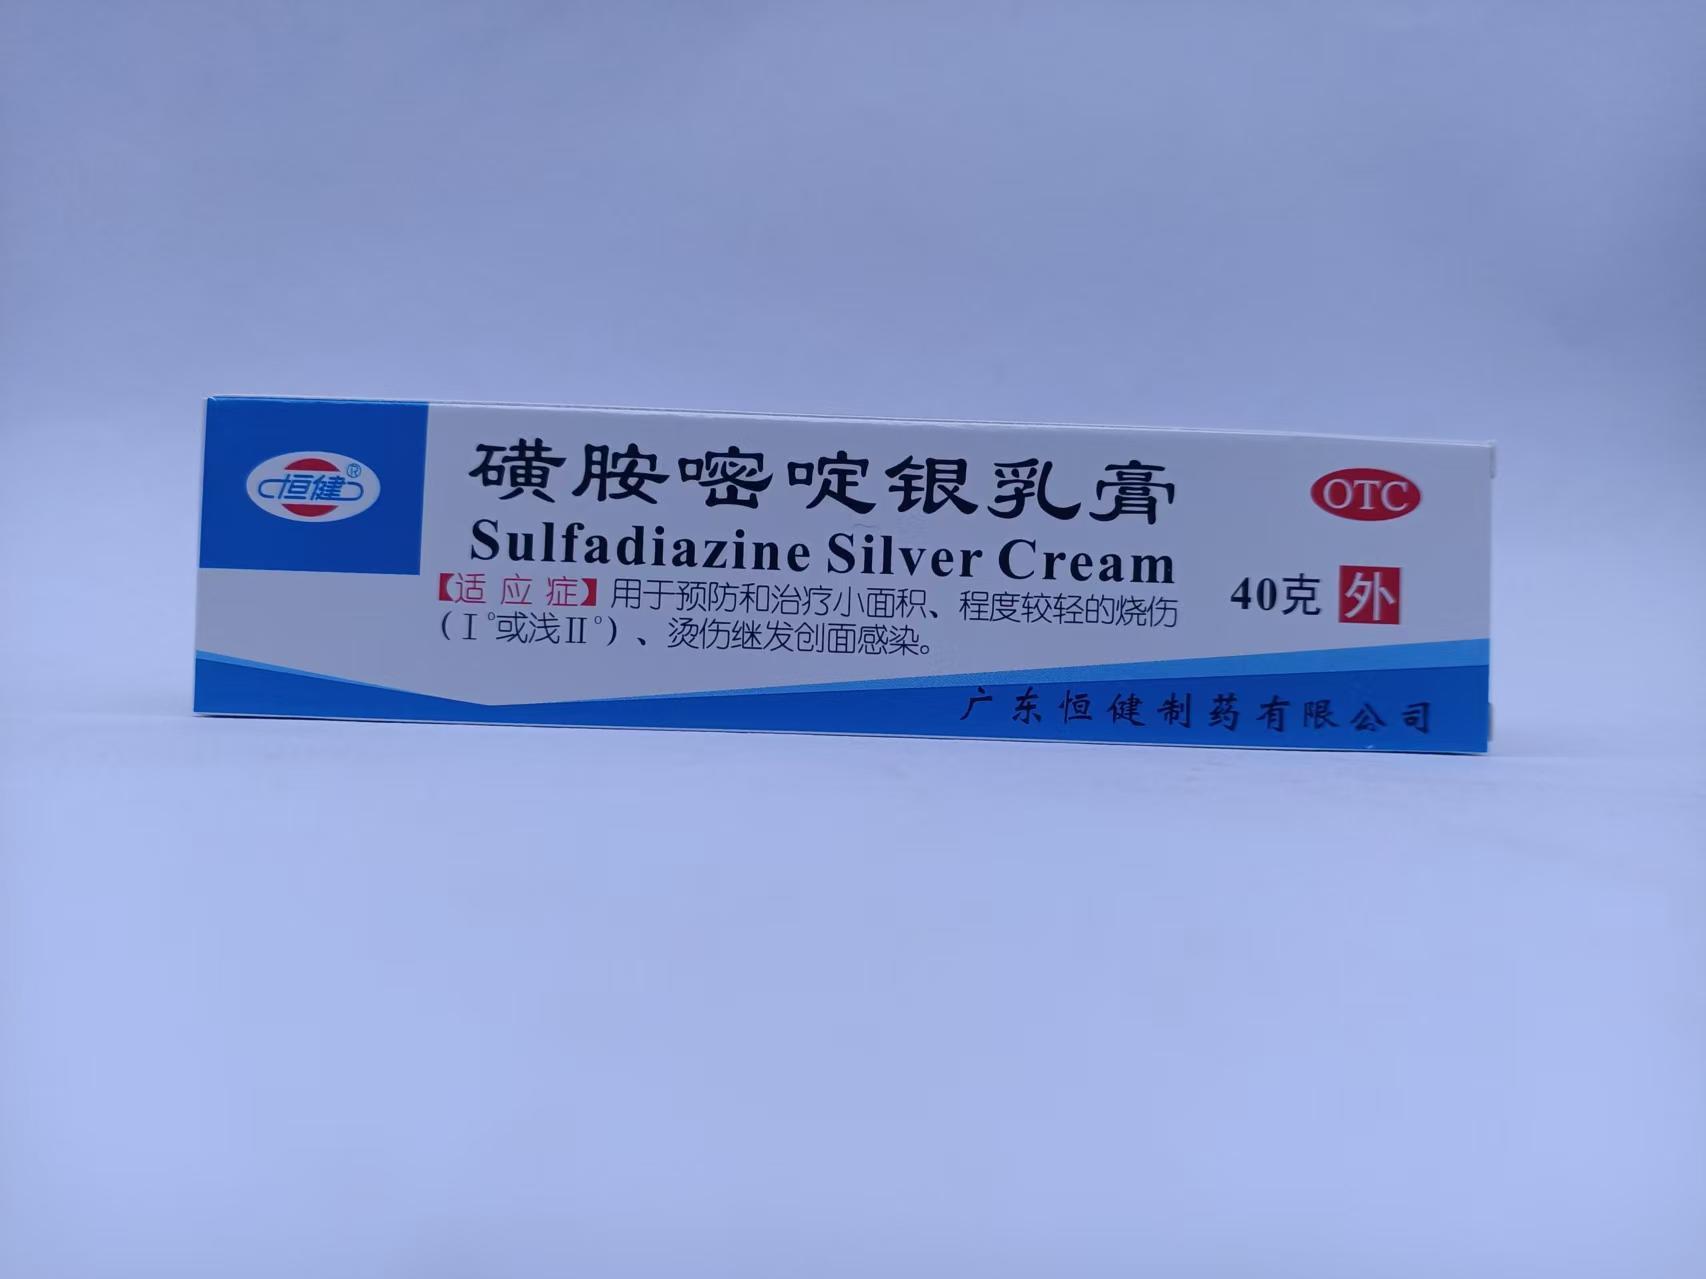 恒健®
磺胺嘧啶银乳膏
OTC
Sulfadiazine Silver Cream
【适应症】用于预防和治疗小面积、程度较轻的烧伤
(Ⅰ°或浅Ⅱ°)、烫伤继发创面感染。
40克 外
广东恒健制药有限公司